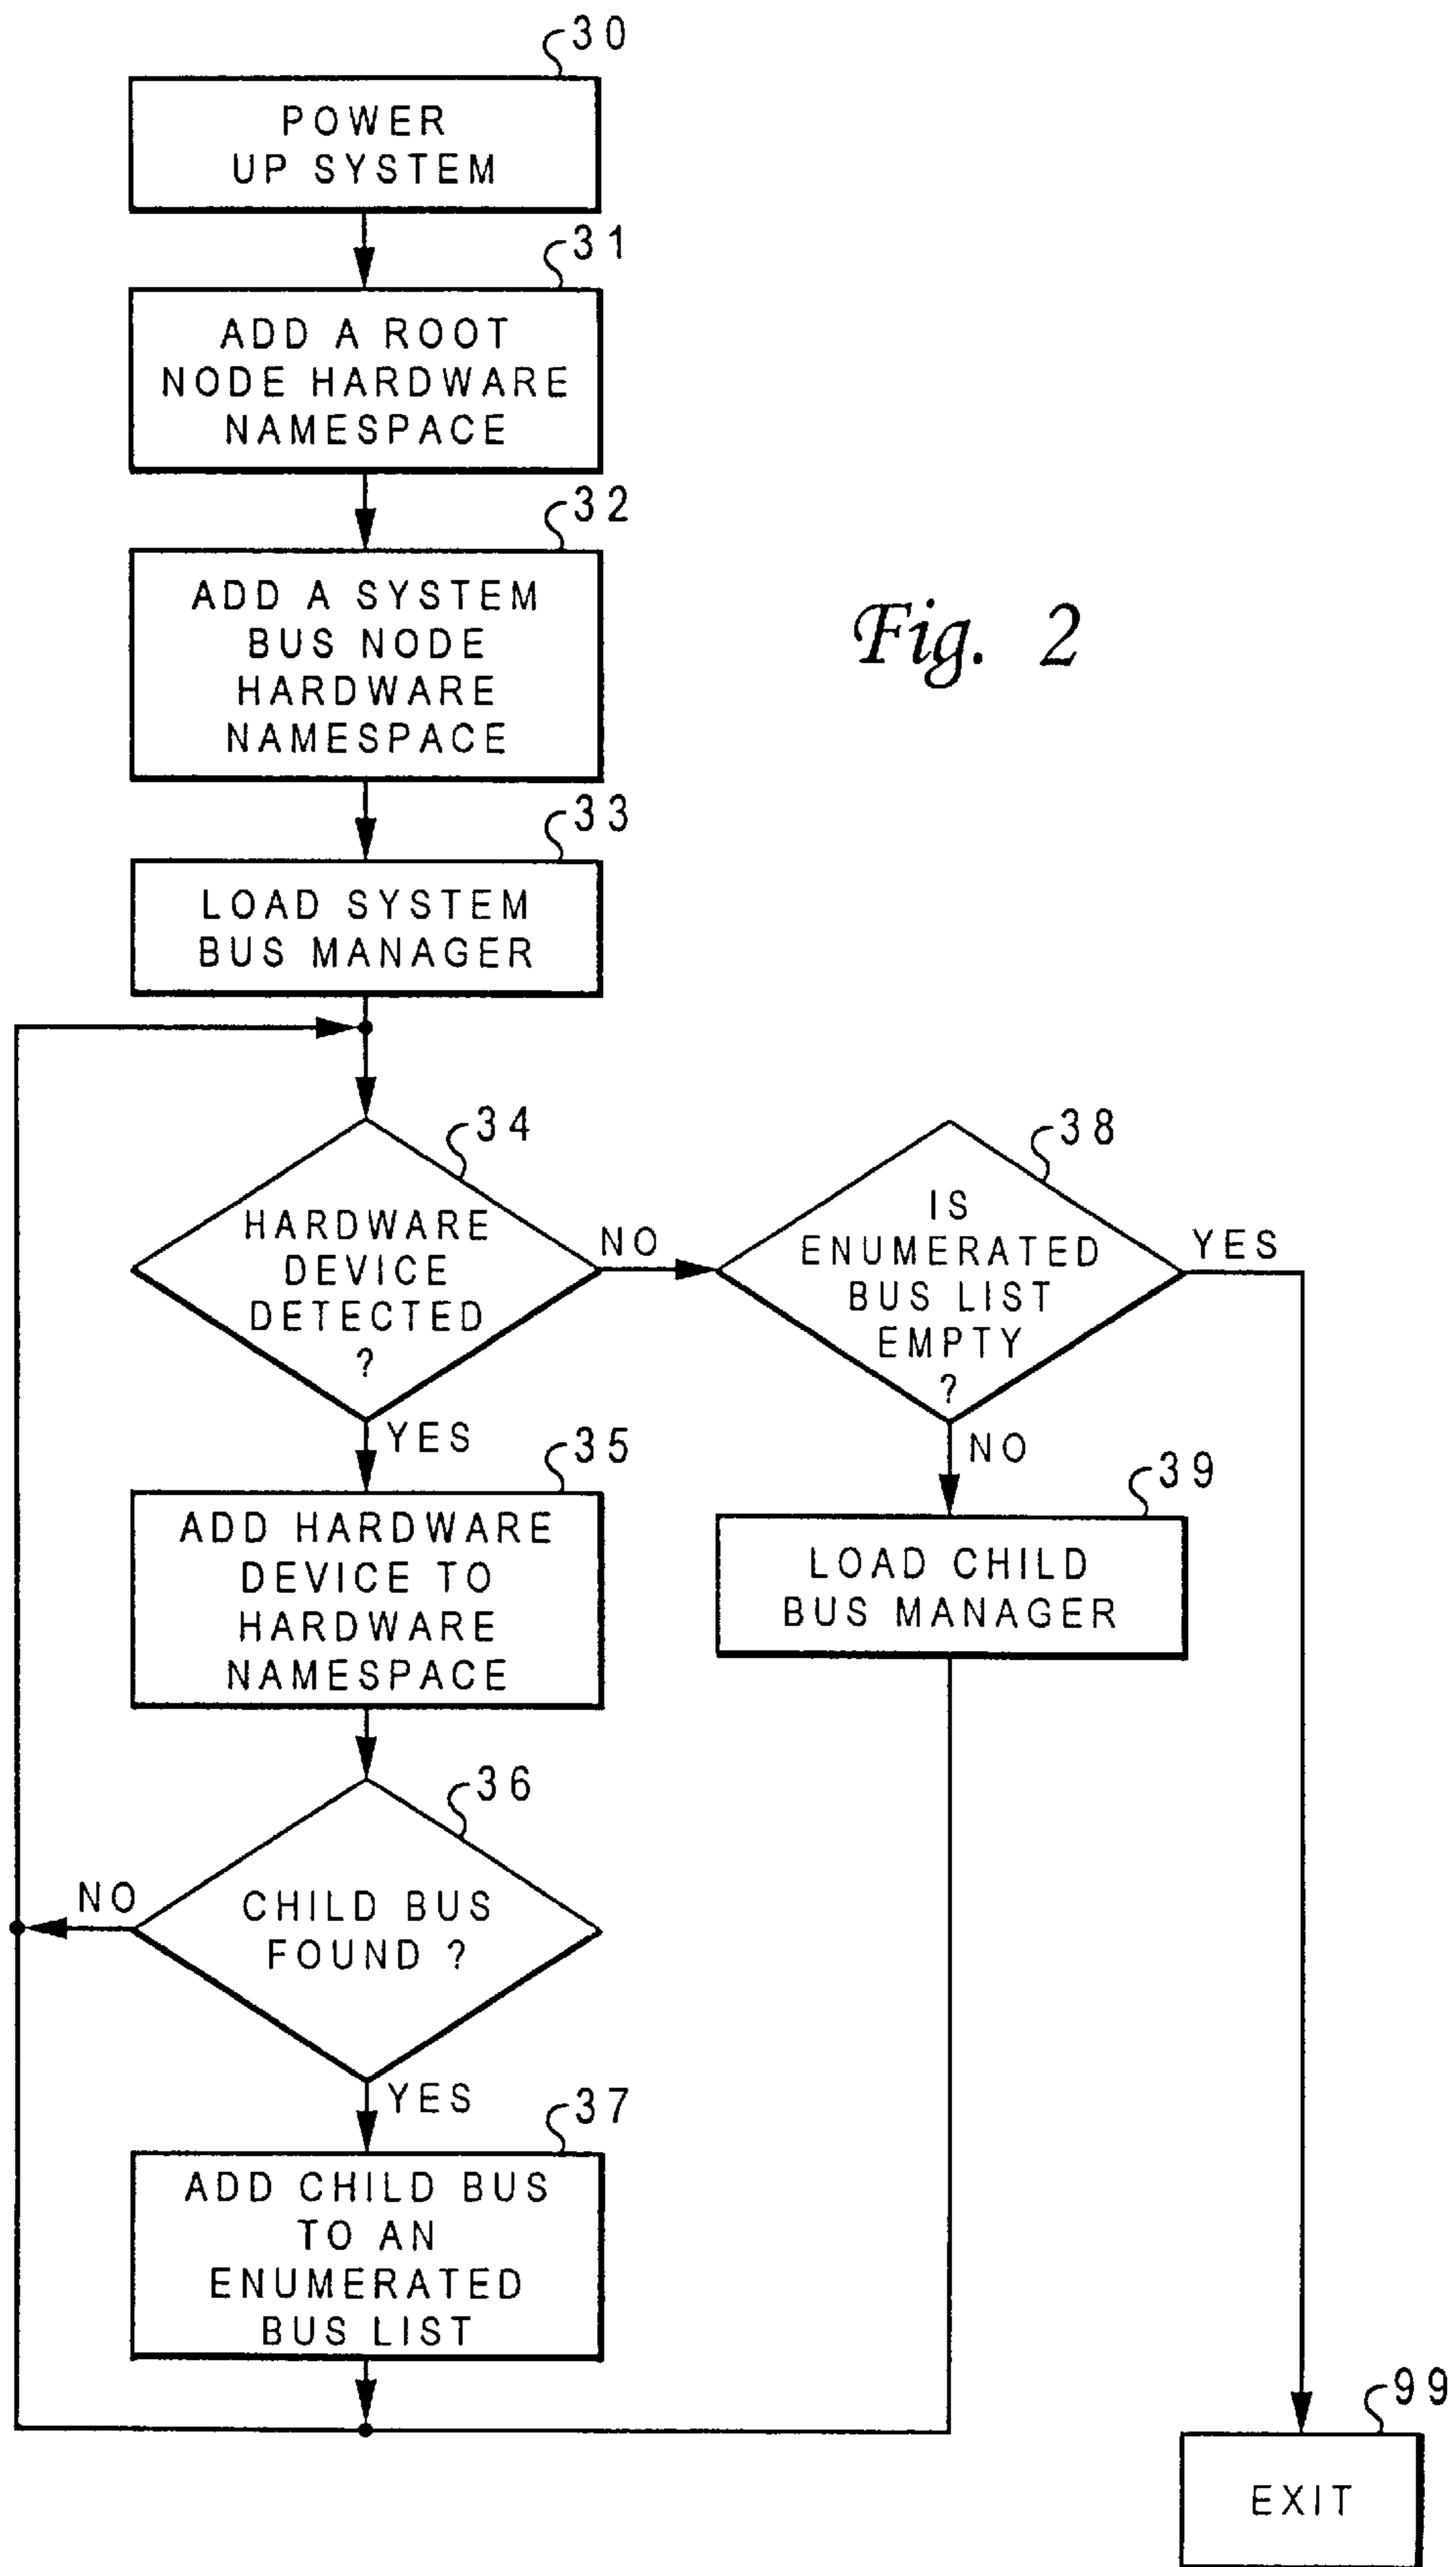 30
POWER
UP SYSTEM
31
ADD A ROOT
NODE HARDWARE
NAMESPACE
32
ADD A SYSTEM
BUS NODE
HARDWARE
NAMESPACE
Fig. 2
33
LOAD SYSTEM
BUS MANAGER
34
HARDWARE
DEVICE
DETECTED
?
NO
38
IS
ENUMERATED
BUS LIST
EMPTY
?
YES
YES
NO
35
ADD HARDWARE
DEVICE TO
HARDWARE
NAMESPACE
39
LOAD CHILD
BUS MANAGER
36
CHILD BUS
FOUND ?
NO
YES
37
ADD CHILD BUS
TO AN
ENUMERATED
BUS LIST
99
EXIT